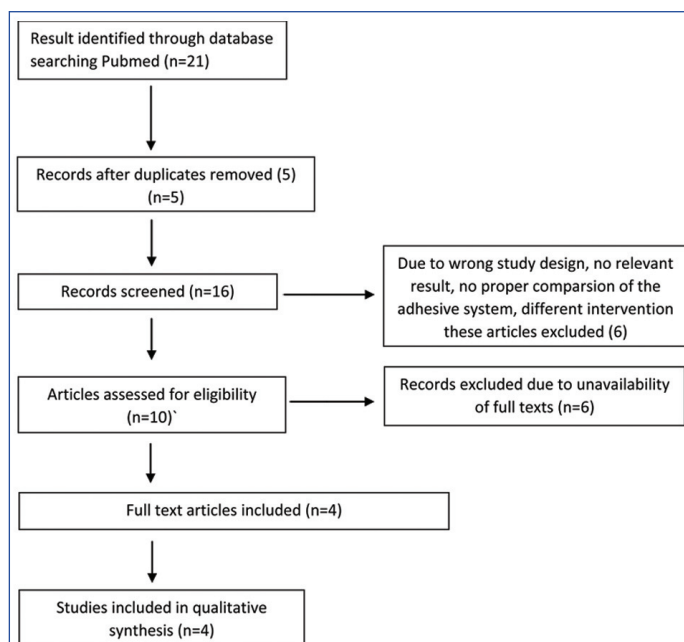 Result identified through database
searching Pubmed (n=21)
Records after duplicates removed (5)
(n=5)
Records screened (n=16)
Due to wrong study design, no relevant
result, no proper comparsion of the
adhesive system, different intervention
these articles excluded (6)
Articles assessed for eligibility
(n=10)`
Records excluded due to unavailability
of full texts (n=6)
Full text articles included (n=4)
Studies included in qualitative
synthesis (n=4)